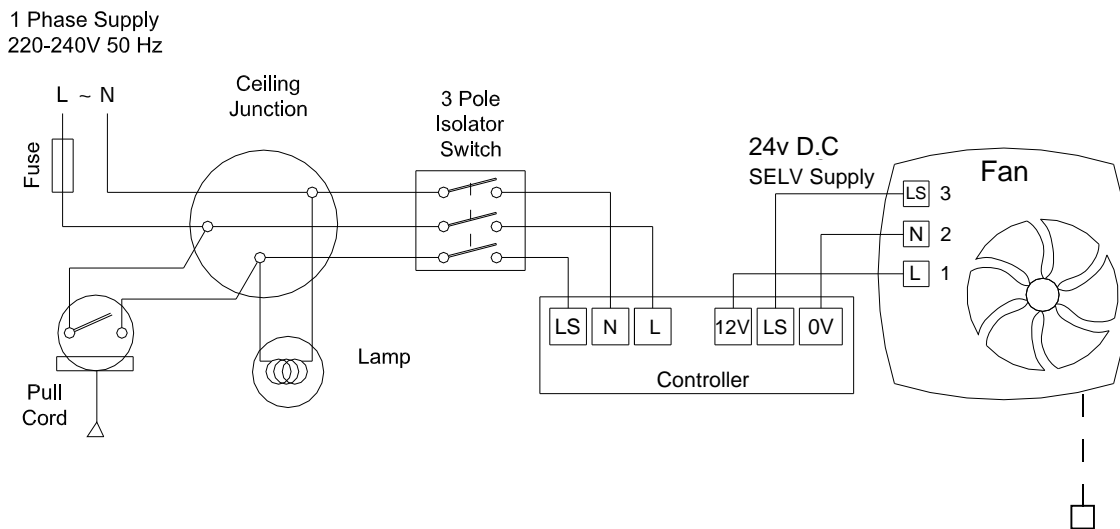 1 Phase Supply
220-240V 50 Hz
L ~ N
Fuse
Ceiling
Junction
3 Pole
Isolator
Switch
24v D.C
SELV Supply
Fan
LS 3
N 2
L 1
LS N L 12V LS 0V
Controller
Lamp
Pull
Cord